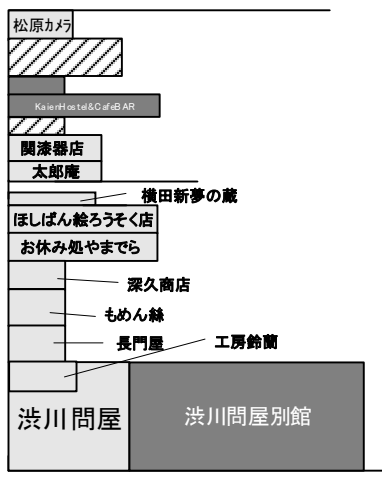 松原カメラ
KaienHostel&CafeBAR
関漆器店
太郎庵
横田新夢の蔵
ほしばん絵ろうそく店
お休み処やまでら
深久商店
もめん絲
長門屋
工房鈴蘭
渋川問屋
渋川問屋別館